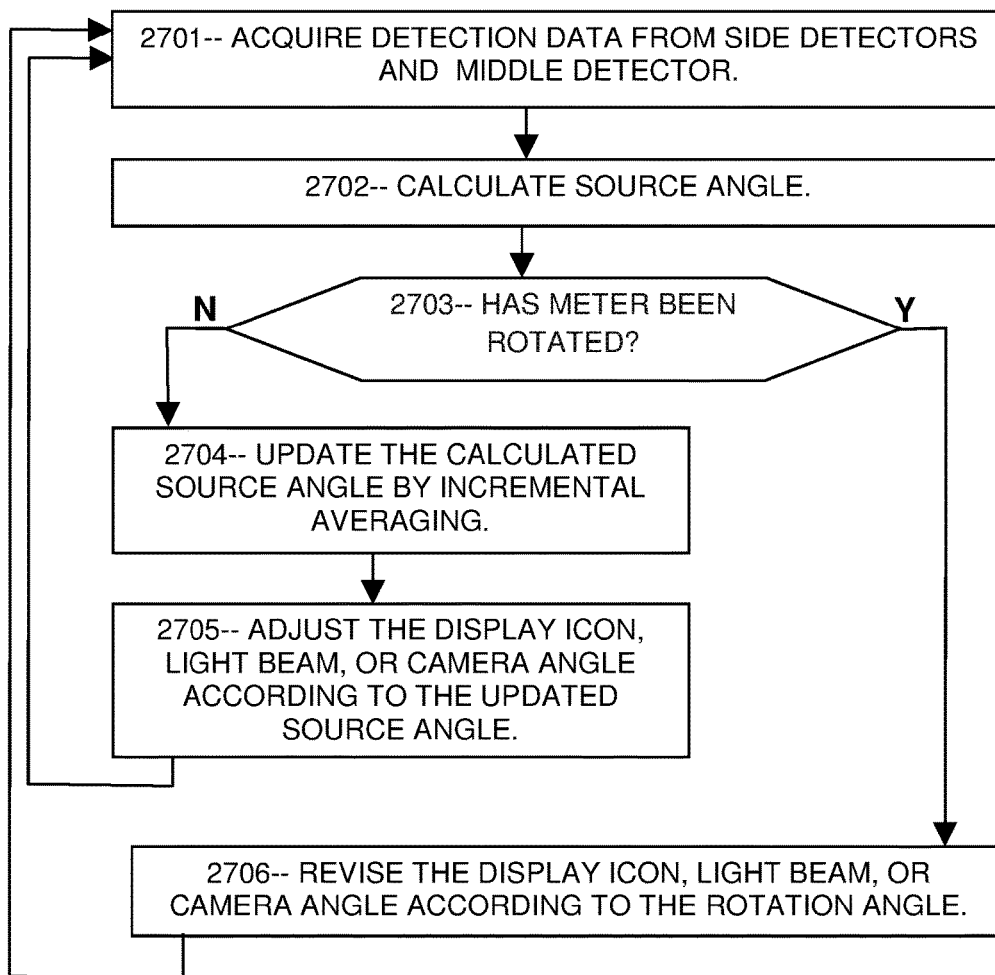 2701-- ACQUIRE DETECTION DATA FROM SIDE DETECTORS
AND MIDDLE DETECTOR.
2702-- CALCULATE SOURCE ANGLE.
2703-- HAS METER BEEN
ROTATED?
N
Y
2704-- UPDATE THE CALCULATED
SOURCE ANGLE BY INCREMENTAL
AVERAGING.
2705-- ADJUST THE DISPLAY ICON,
LIGHT BEAM, OR CAMERA ANGLE
ACCORDING TO THE UPDATED
SOURCE ANGLE.
2706-- REVISE THE DISPLAY ICON, LIGHT BEAM, OR
CAMERA ANGLE ACCORDING TO THE ROTATION ANGLE.